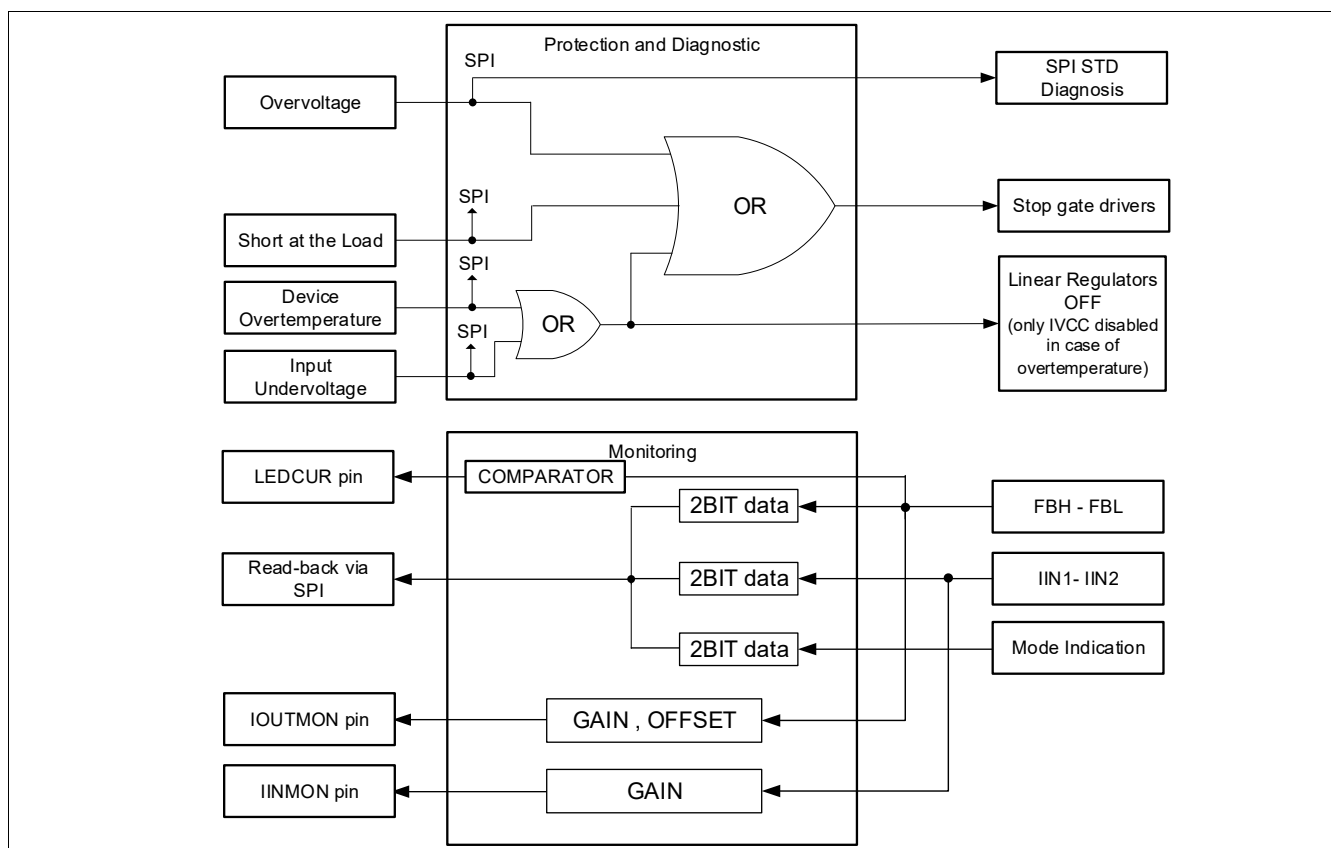 Protection and Diagnostic
SPI
SPI STD
Diagnosis
Overvoltage
SPI
OR
Stop gate drivers
Short at the Load
SPI
Device
Overtemperature
SPI
OR
Linear Regulators
OFF
(only IVCC disabled
in case of
overtemperature)
Input
Undervoltage
Monitoring
LEDCUR pin
COMPARATOR
2BIT data
FBH - FBL
Read-back via
SPI
2BIT data
IIN1- IIN2
2BIT data
Mode Indication
IOUTMON pin
GAIN , OFFSET
IINMON pin
GAIN